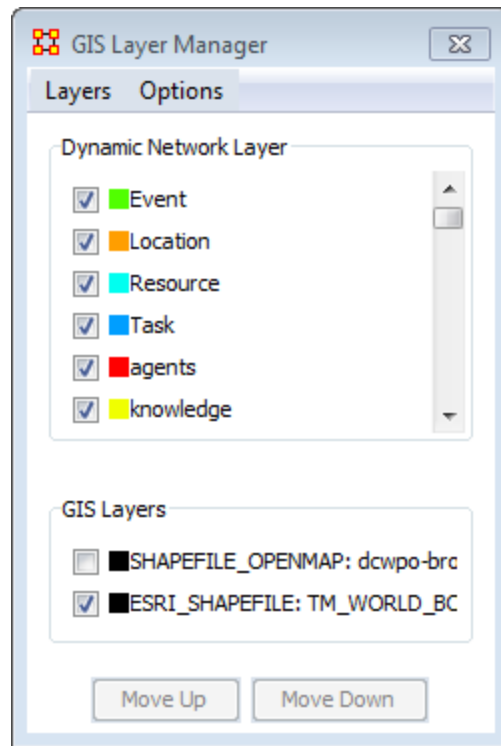 GIS Layer Manager
Layers Options
Dynamic Network Layer
Event
Location
Resource
Task
agents
knowledge
GIS Layers
SHAPEFILE_OPENMAP: dcwpo-bro
ESRI_SHAPEFILE: TM_WORLD_BC
Move Up Move Down